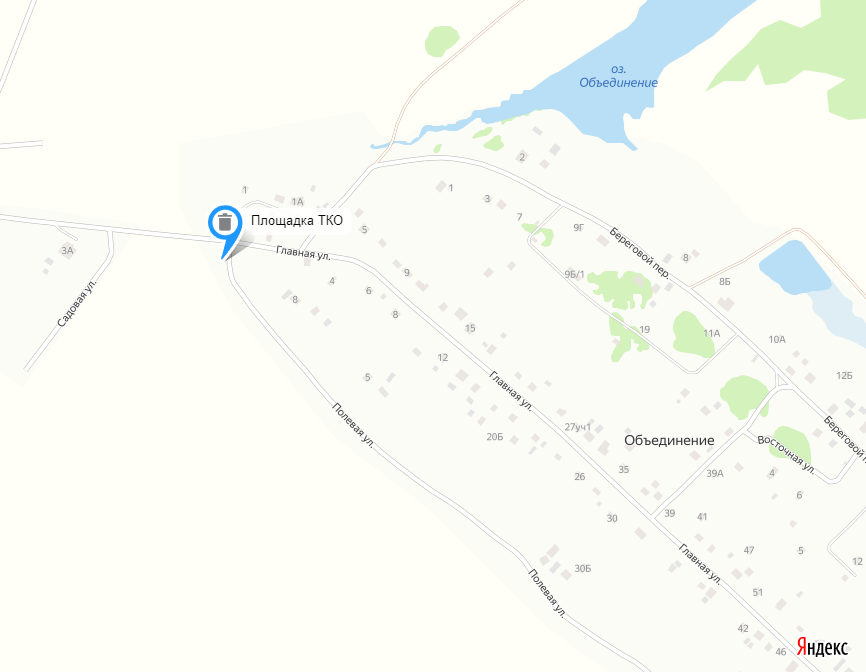 оз.
Объединение
2
1
1
3
1А
Площадка ТКО
7
5
9Г
Береговой пер.
3А
Главная ул.
8
9
9Б/1
8Б
4
Садовая ул.
6
8
8
15
19
11А
10А
12
5
Главная ул.
12Б
Полевая ул.
27уч1
20Б
Объединение
Береговой п
Восточная ул.
35
26
39А
4
6
39
30
41
Главная ул.
47
5
12
30Б
Полевая ул.
51
42
46
Яндекс